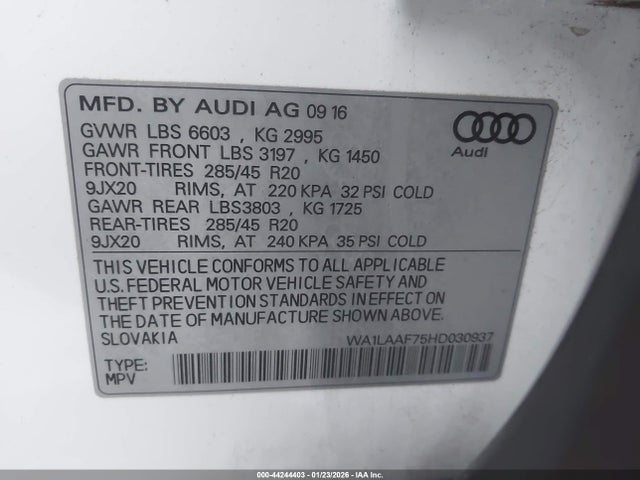 MFD. BY AUDI AG 09 16
GVWR LBS 6603 , KG 2995
GAWR FRONT LBS 3197 , KG 1450
FRONT-TIRES 285/45 R20
9JX20 RIMS, AT 220 KPA 32 PSI COLD
GAWR REAR LBS3803 , KG 1725
REAR-TIRES 285/45 R20
9JX20 RIMS, AT 240 KPA 35 PSI COLD
Audi
THIS VEHICLE CONFORMS TO ALL APPLICABLE
U.S. FEDERAL MOTOR VEHICLE SAFETY AND
THEFT PREVENTION STANDARDS IN EFFECT ON
THE DATE OF MANUFACTURE SHOWN ABOVE.
SLOVAKIA
WA1LAAF75HD030937
TYPE:
MPV
000-44244403 - 01/23/2026 - IAA Inc.